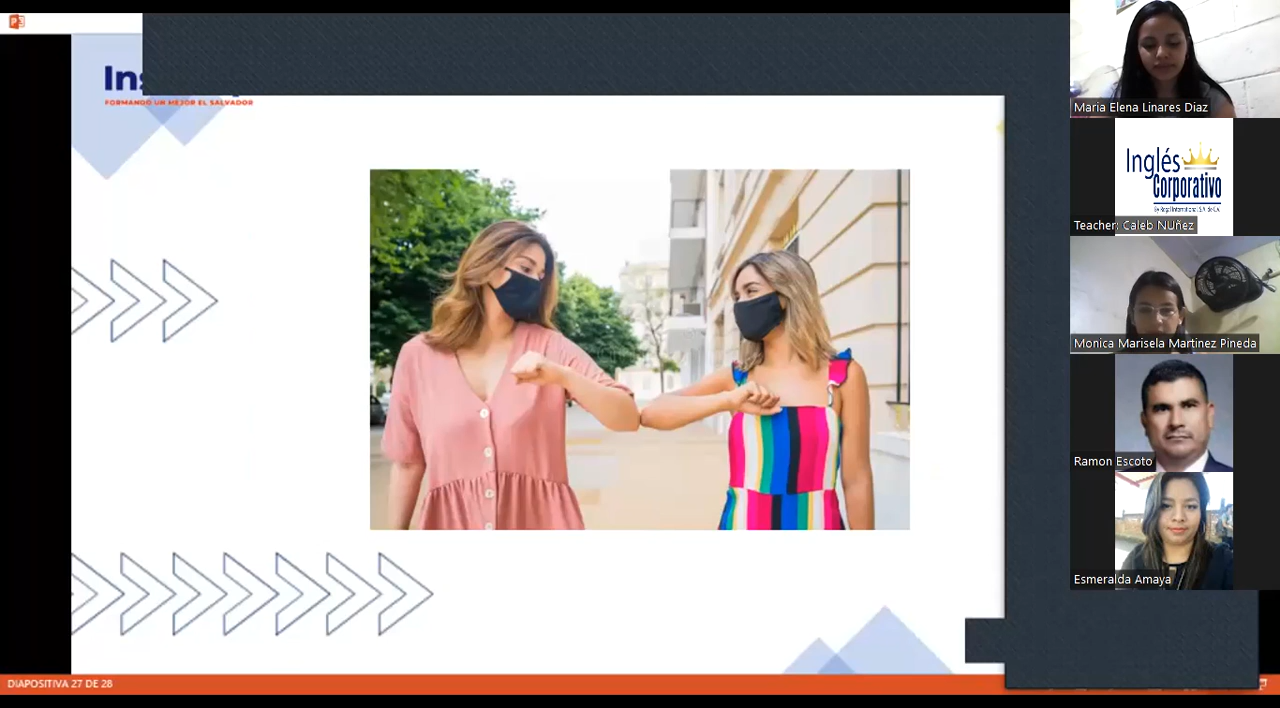 FORMANDO UN MEJOR EL SALVADOR
DIAPOSITIVA 27 DE 28
Maria Elena Linares Diaz
Inglés
Corporativo
Teacher: Caleb NUñez
Monica Marisela Martinez Pineda
Ramon Escoto
Esmeralda Amaya